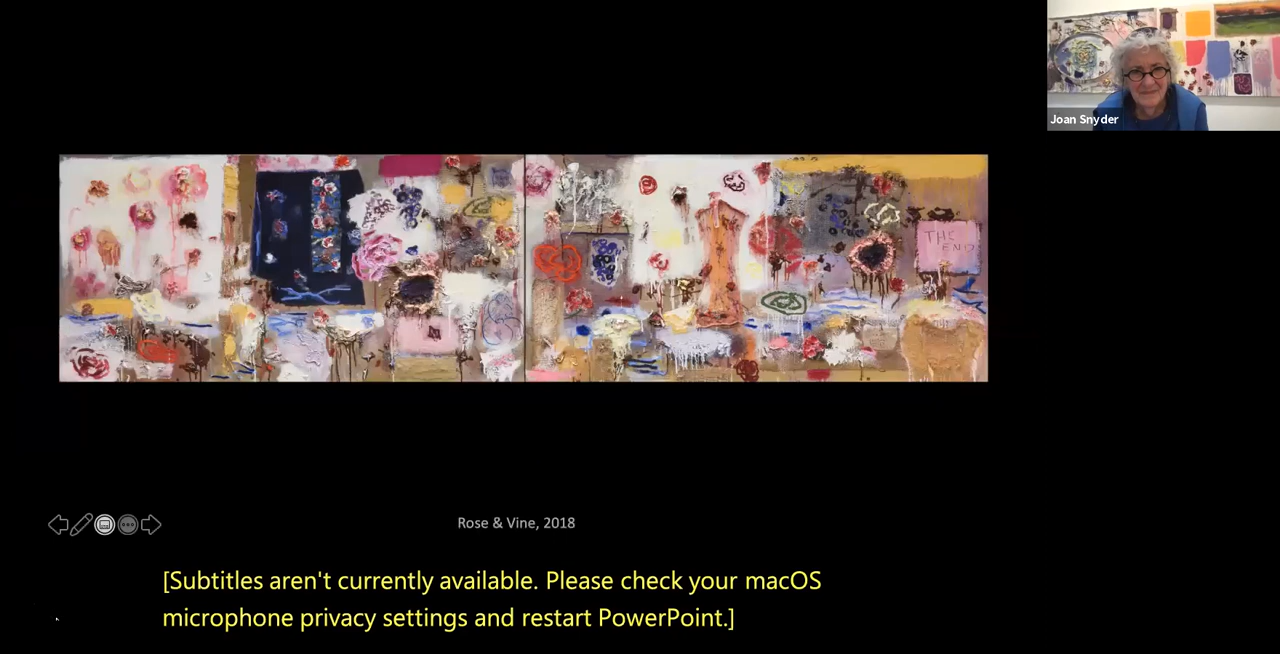 Joan Snyder
THE
END
Rose & Vine, 2018
[Subtitles aren't currently available. Please check your macOS
microphone privacy settings and restart PowerPoint.]